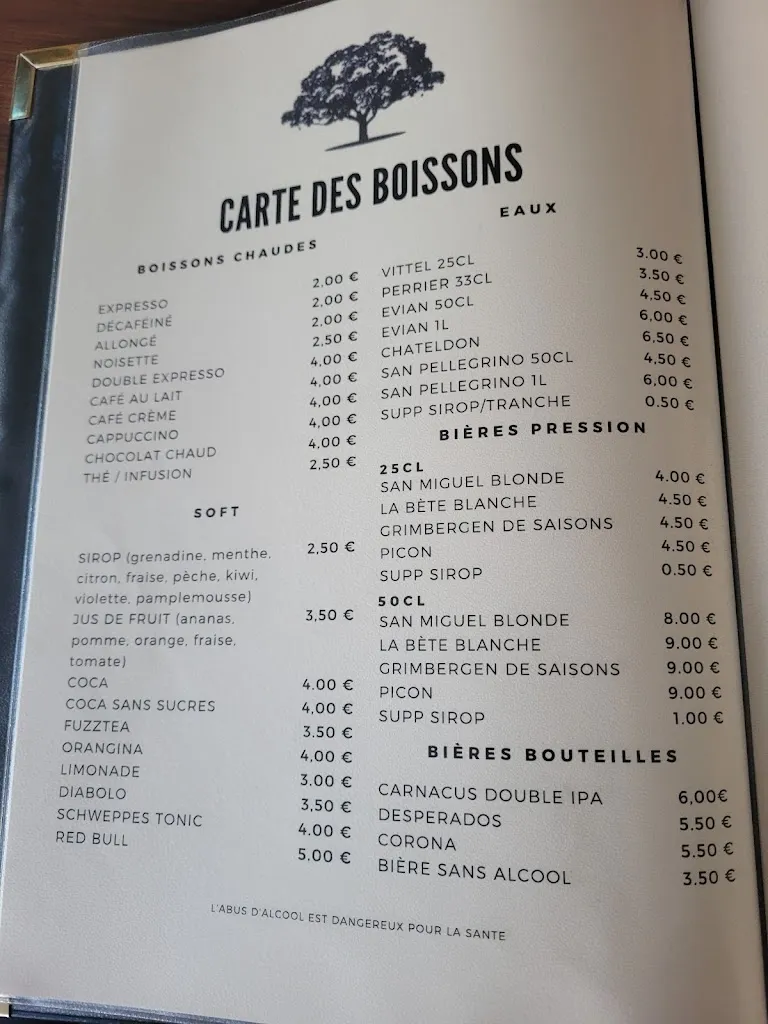 CARTE DES BOISSONS
BOISSONS CHAUDES
EXPRESSO 2,00 €
DÉCAFÉINÉ 2,00 €
ALLONGÉ 2,00 €
NOISETTE 2,50 €
DOUBLE EXPRESSO 4,00 €
CAFÉ AU LAIT 4,00 €
CAFÉ CRÈME 4,00 €
CAPPUCCINO 4,00 €
CHOCOLAT CHAUD 4,00 €
THÉ / INFUSION 2,50 €
SOFT
SIROP (grenadine, menthe, 2,50 €
citron, fraise, pèche, kiwi,
violette, pamplemousse)
JUS DE FRUIT (ananas, 3,50 €
pomme, orange, fraise,
tomate)
COCA 4.00 €
COCA SANS SUCRES 4,00 €
FUZZTEA 3.50 €
ORANGINA 4,00 €
LIMONADE 3.00 €
DIABOLO 3,50 €
SCHWEPPES TONIC 4.00 €
RED BULL 5,00 €
EAUX
VITTEL 25CL 3.00 €
PERRIER 33CL 3.50 €
EVIAN 50CL 4,50 €
EVIAN 1L 6,00 €
CHATELDON 6,50 €
SAN PELLEGRINO 50CL 4,50 €
SAN PELLEGRINO 1L 6,00 €
SUPP SIROP/TRANCHE 0.50 €
BIÈRES PRESSION
25CL
SAN MIGUEL BLONDE 4.00 €
LA BÈTE BLANCHE 4.50 €
GRIMBERGEN DE SAISONS 4.50 €
PICON 4.50 €
SUPP SIROP 0.50 €
50CL
SAN MIGUEL BLONDE 8.00 €
LA BÈTE BLANCHE 9.00 €
GRIMBERGEN DE SAISONS 9.00 €
PICON 9.00 €
SUPP SIROP 1.00 €
BIÈRES BOUTEILLES
CARNACUS DOUBLE IPA 6,00€
DESPERADOS 5.50 €
CORONA 5.50 €
BIÈRE SANS ALCOOL 3.50 €
L'ABUS D'ALCOOL EST DANGEREUX POUR LA SANTE